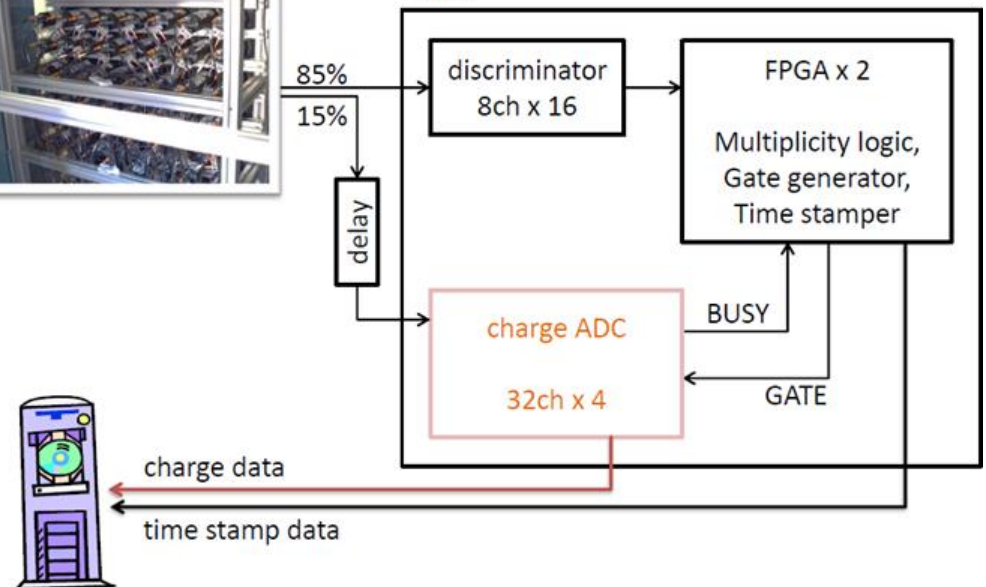 85%
15%
discriminator
8ch x 16
FPGA x 2
Multiplicity logic,
Gate generator,
Time stamper
delay
charge ADC
32ch x 4
BUSY
GATE
charge data
time stamp data